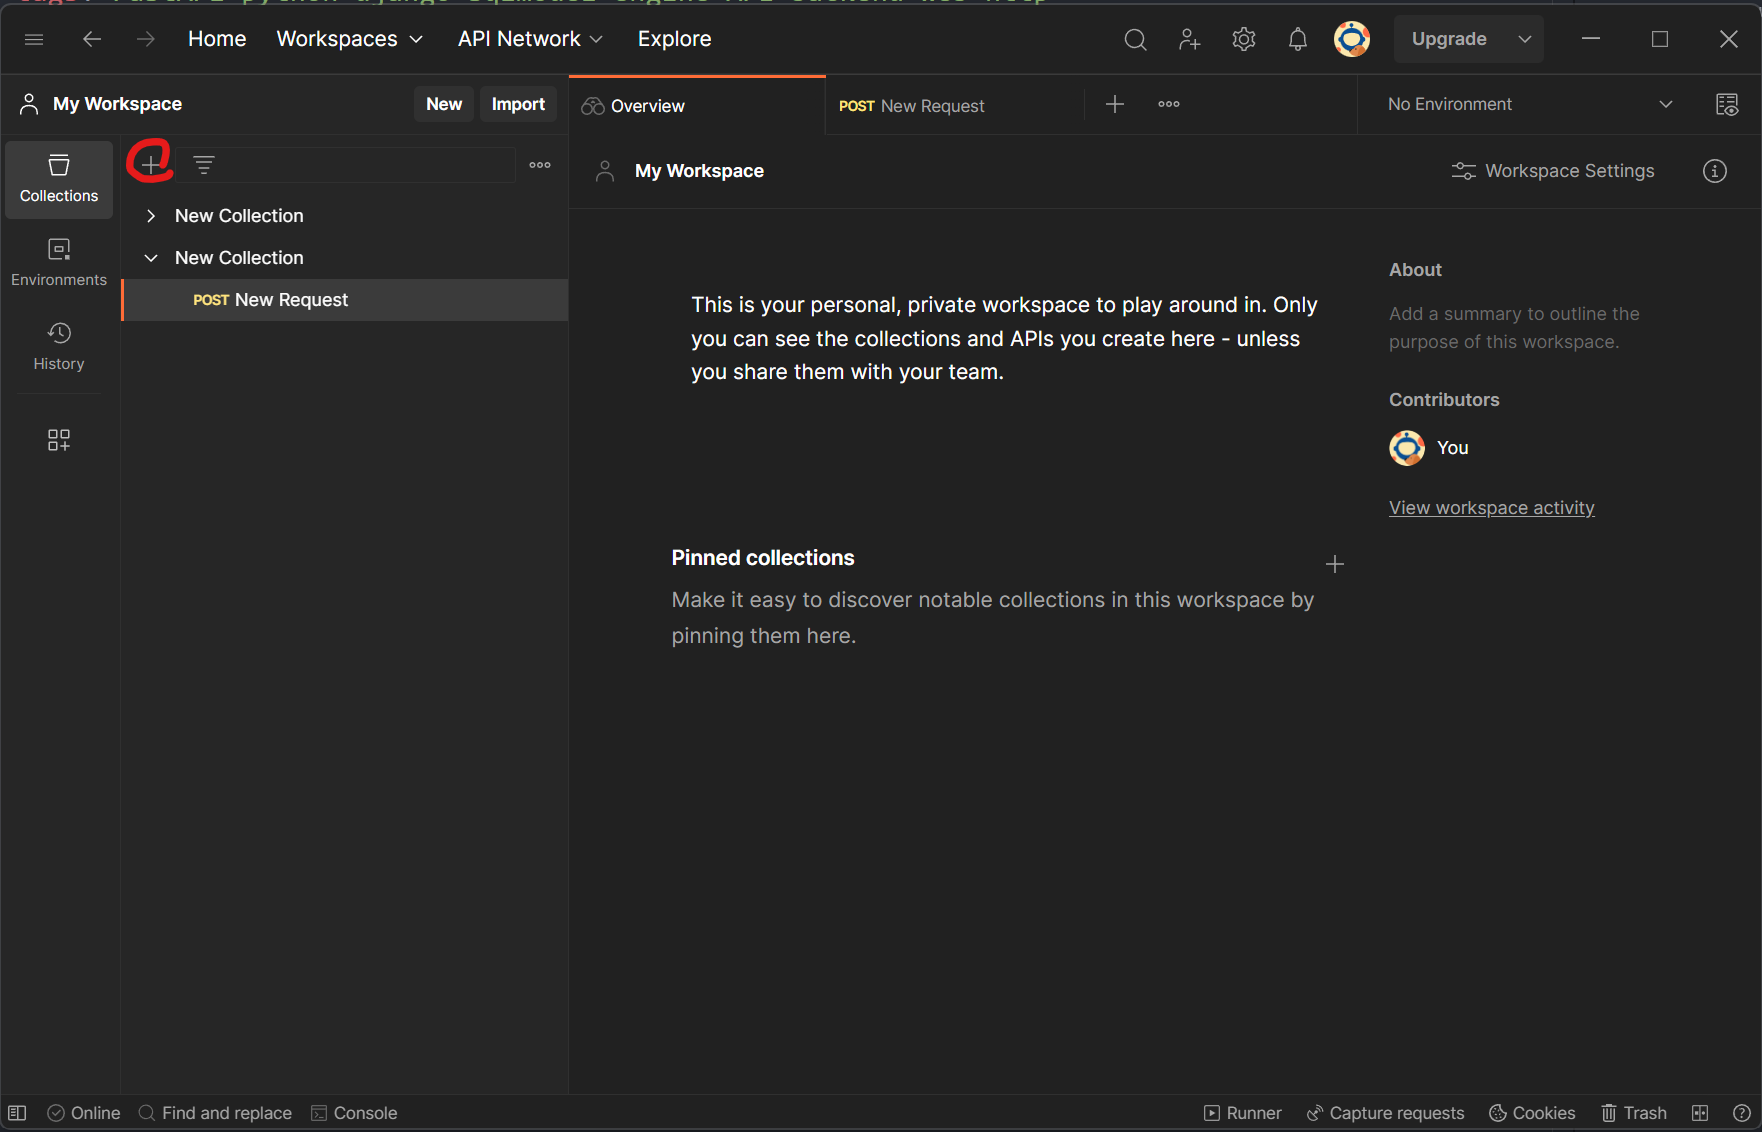 Home Workspaces API Network Explore Upgrade
My Workspace New Import Overview POST New Request No Environment
Collections
Environments
History
New Collection
New Collection
POST New Request
My Workspace Workspace Settings
This is your personal, private workspace to play around in. Only
you can see the collections and APIs you create here - unless
you share them with your team.
Pinned collections
Make it easy to discover notable collections in this workspace by
pinning them here.
About
Add a summary to outline the
purpose of this workspace.
Contributors
You
View workspace activity
Online Find and replace Console Runner Capture requests Cookies Trash